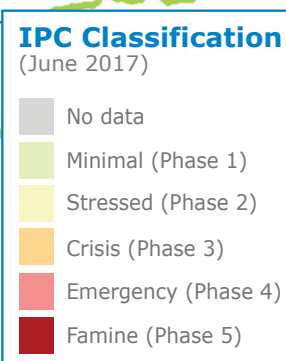 IPC Classification
(June 2017)
No data
Minimal (Phase 1)
Stressed (Phase 2)
Crisis (Phase 3)
Emergency (Phase 4)
Famine (Phase 5)